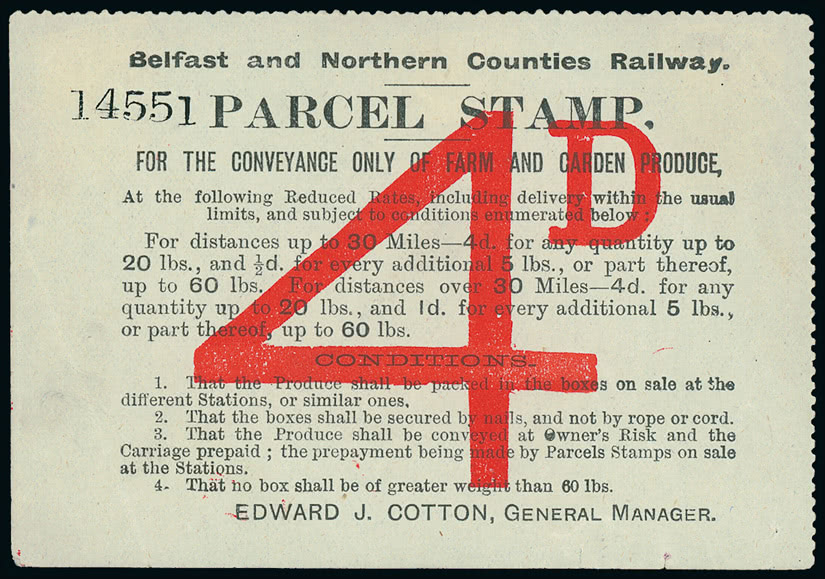 Belfast and Northern Counties Railway.
14551 PARCEL STAMP.
FOR THE CONVEYANCE ONLY OF FARM AND GARDEN PRODUCE,
At the following Reduced Rates, including delivery within the usual
limits, and subject to conditions enumerated below :
For distances up to 30 Miles—4d. for any quantity up to
20 lbs., and ½d. for every additional 5 lbs., or part thereof,
up to 60 lbs. For distances over 30 Miles—4d. for any
quantity up to 20 lbs., and 1d. for every additional 5 lbs.,
or part thereof, up to 60 lbs.
4D
CONDITIONS.
1. That the Produce shall be packed in the boxes on sale at the
different Stations, or similar ones.
2. That the boxes shall be secured by nails, and not by rope or cord.
3. That the Produce shall be conveyed at Owner's Risk and the
Carriage prepaid ; the prepayment being made by Parcels Stamps on sale
at the Stations.
4. That no box shall be of greater weight than 60 lbs.
EDWARD J. COTTON, GENERAL MANAGER.